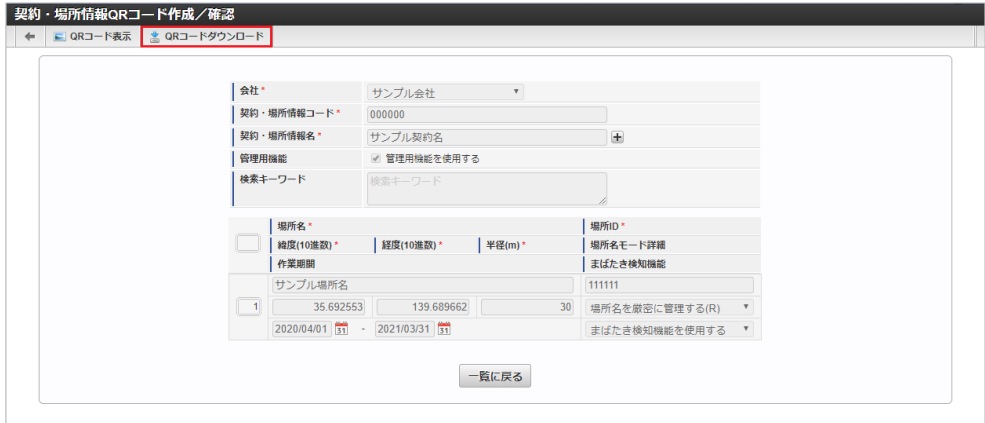 契約・場所情報QRコード作成／確認
QRコード表示 QRコードダウンロード
会社* サンプル会社
契約・場所情報コード* 000000
契約・場所情報名* サンプル契約名
管理用機能 管理用機能を使用する
検索キーワード 検索キーワード
場所名* 場所ID*
緯度(10進数)* 経度(10進数)* 半径(m)* 場所名モード詳細
作業期間 まばたき検知機能
サンプル場所名 111111
1 35.692553 139.689662 30 場所名を厳密に管理する(R)
2020/04/01 31 - 2021/03/31 31 まばたき検知機能を使用する
一覧に戻る